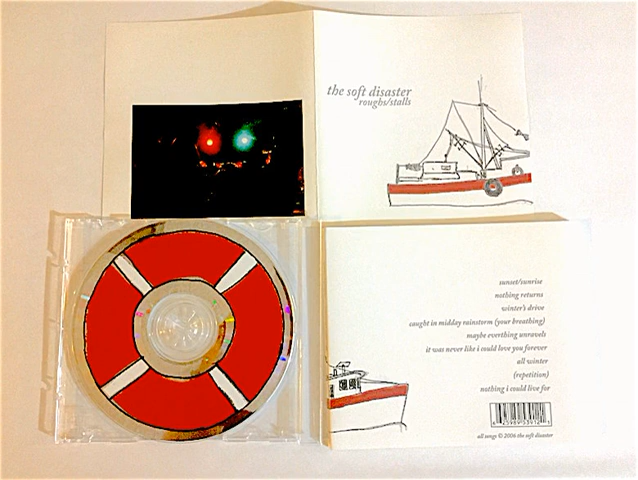 the soft disaster
roughs/stalls
sunset/sunrise
nothing returns
winter's drive
caught in midday rainstorm (your breathing)
maybe everthing unravels
it was never like i could love you forever
all winter
(repetition)
nothing i could live for
all songs © 2006 the soft disaster